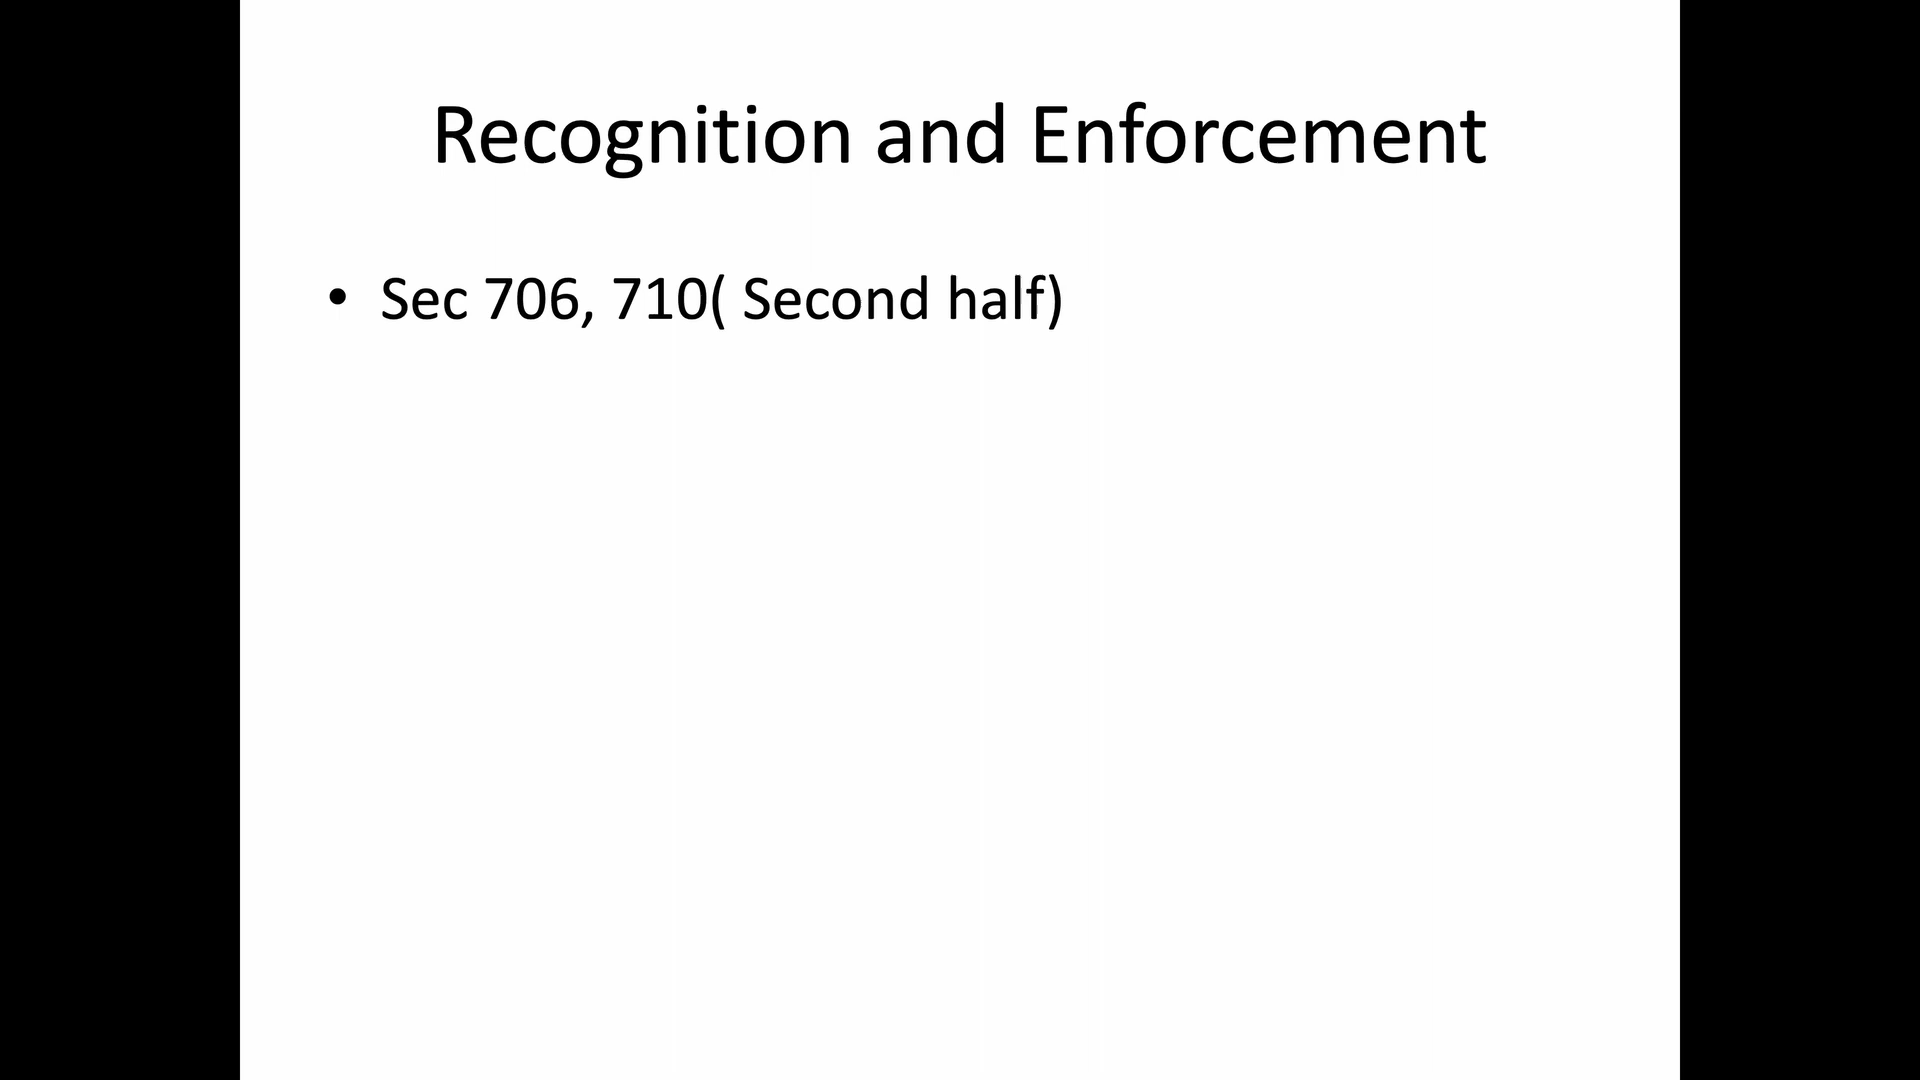 Recognition and Enforcement
• Sec 706, 710( Second half)